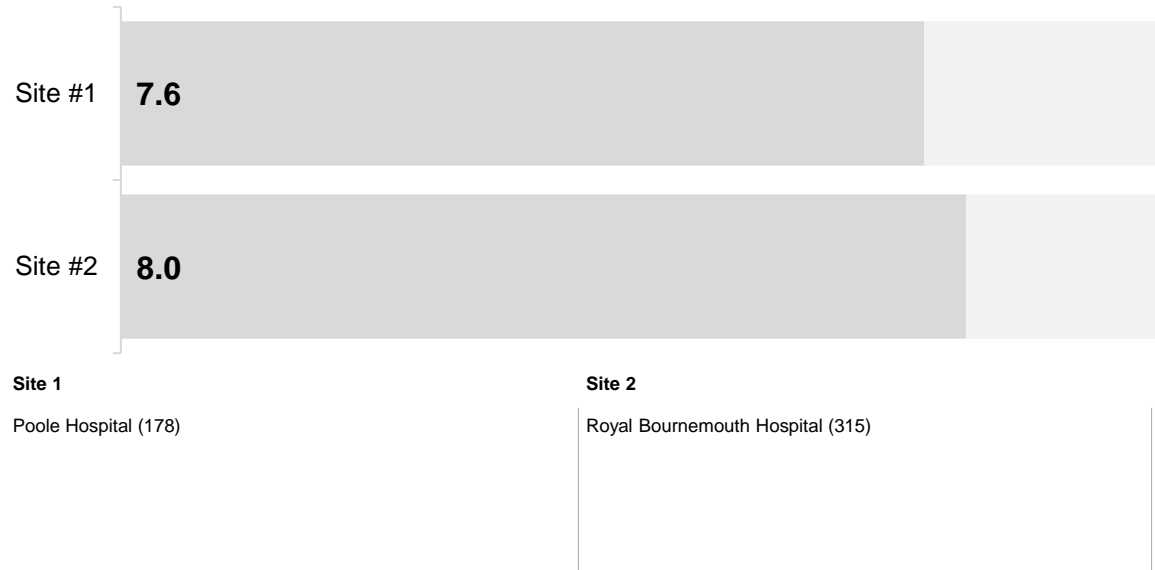 Site #1 7.6
Site #2 8.0
Site 1
Poole Hospital (178)
Site 2
Royal Bournemouth Hospital (315)